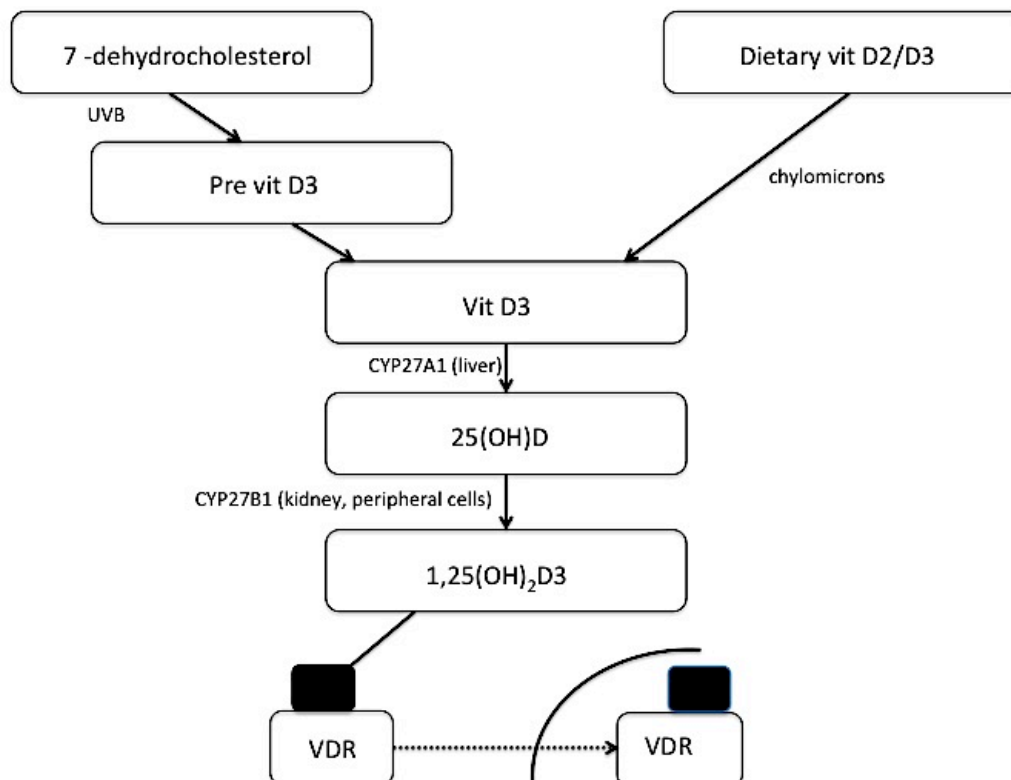 7 -dehydrocholesterol
Dietary vit D2/D3
UVB
Pre vit D3
chylomicrons
Vit D3
CYP27A1 (liver)
25(OH)D
CYP27B1 (kidney, peripheral cells)
1,25(OH)₂D3
VDR
VDR